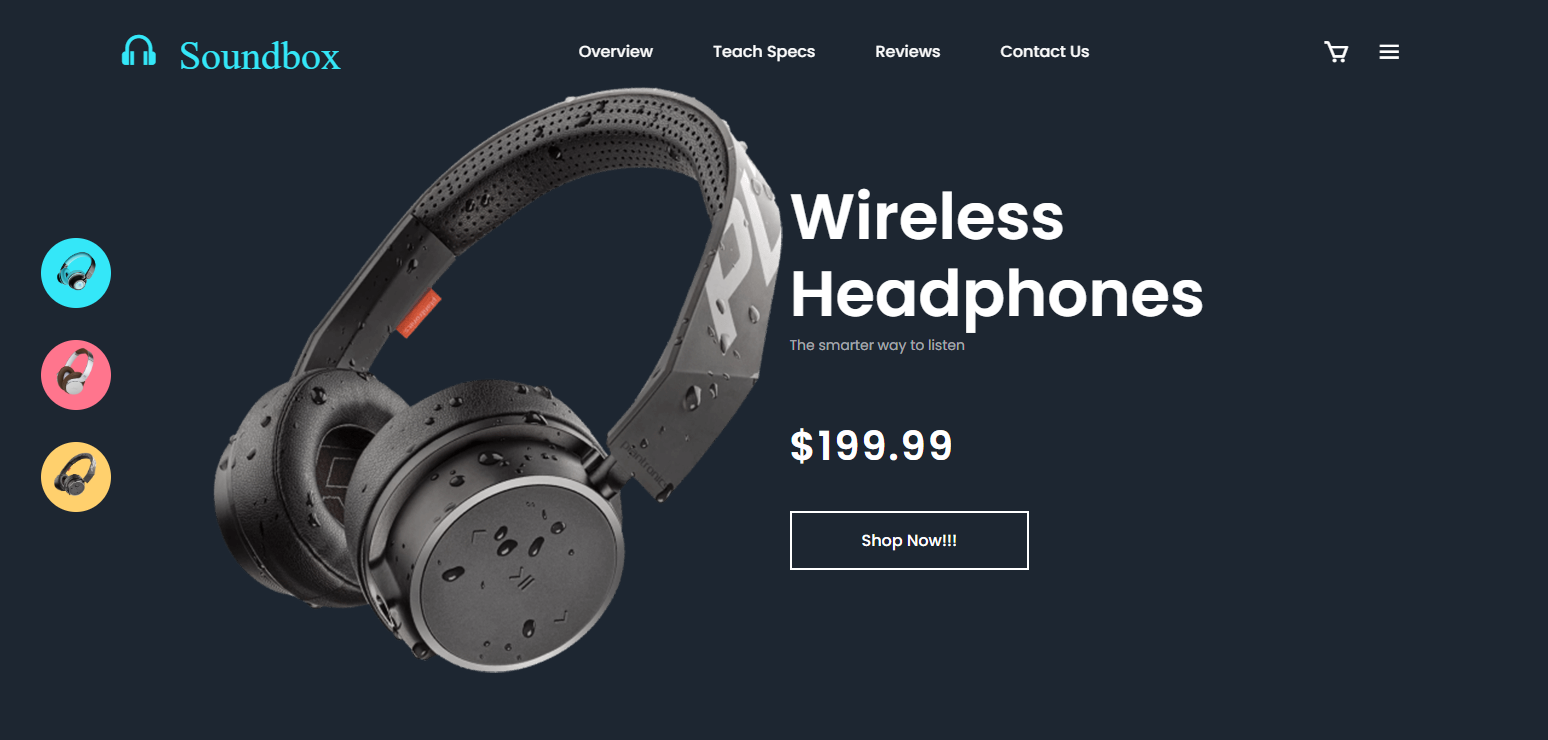 Soundbox
Overview
Teach Specs
Reviews
Contact Us
Wireless
Headphones
The smarter way to listen
$199.99
Shop Now!!!